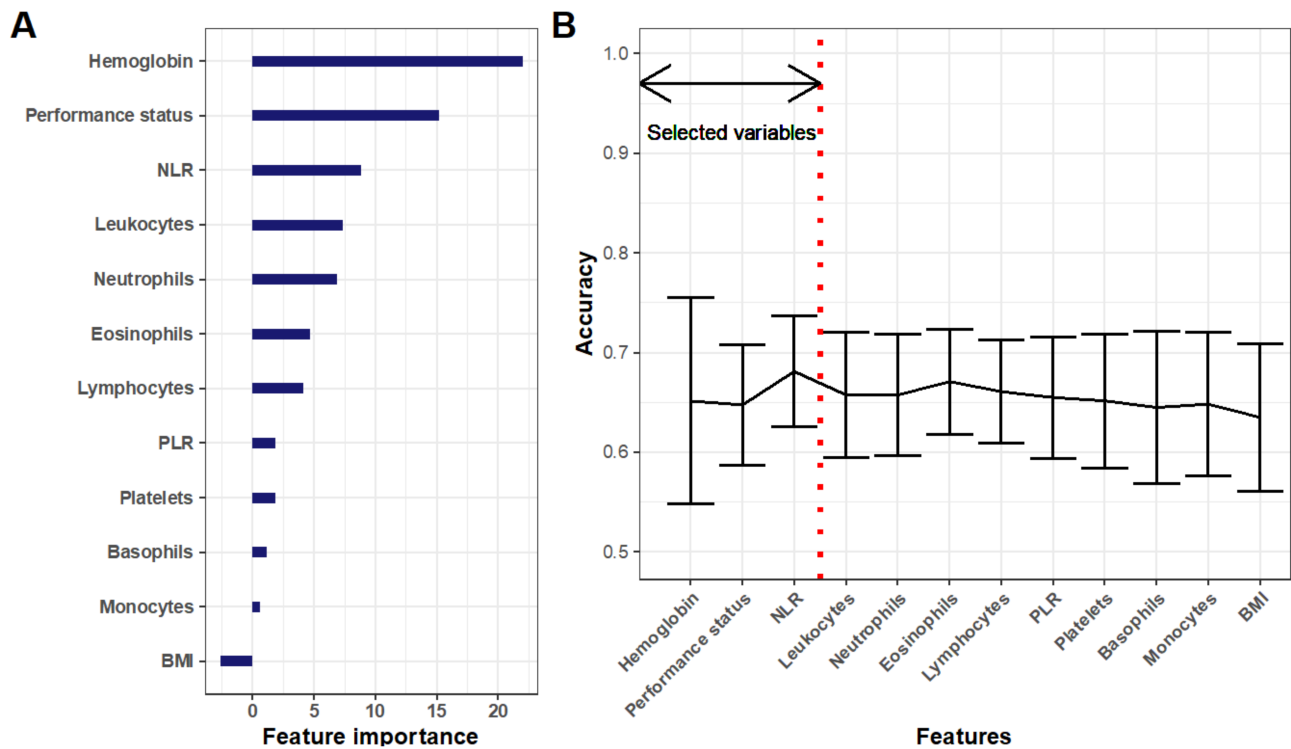 A
Hemoglobin
Performance status
NLR
Leukocytes
Neutrophils
Eosinophils
Lymphocytes
PLR
Platelets
Basophils
Monocytes
BMI
0 5 10 15 20
Feature importance
B
1.0
0.9
0.8
0.7
0.6
0.5
Accuracy
Selected variables
Hemoglobin
Performance status
NLR
Leukocytes
Neutrophils
Eosinophils
Lymphocytes
PLR
Platelets
Basophils
Monocytes
BMI
Features